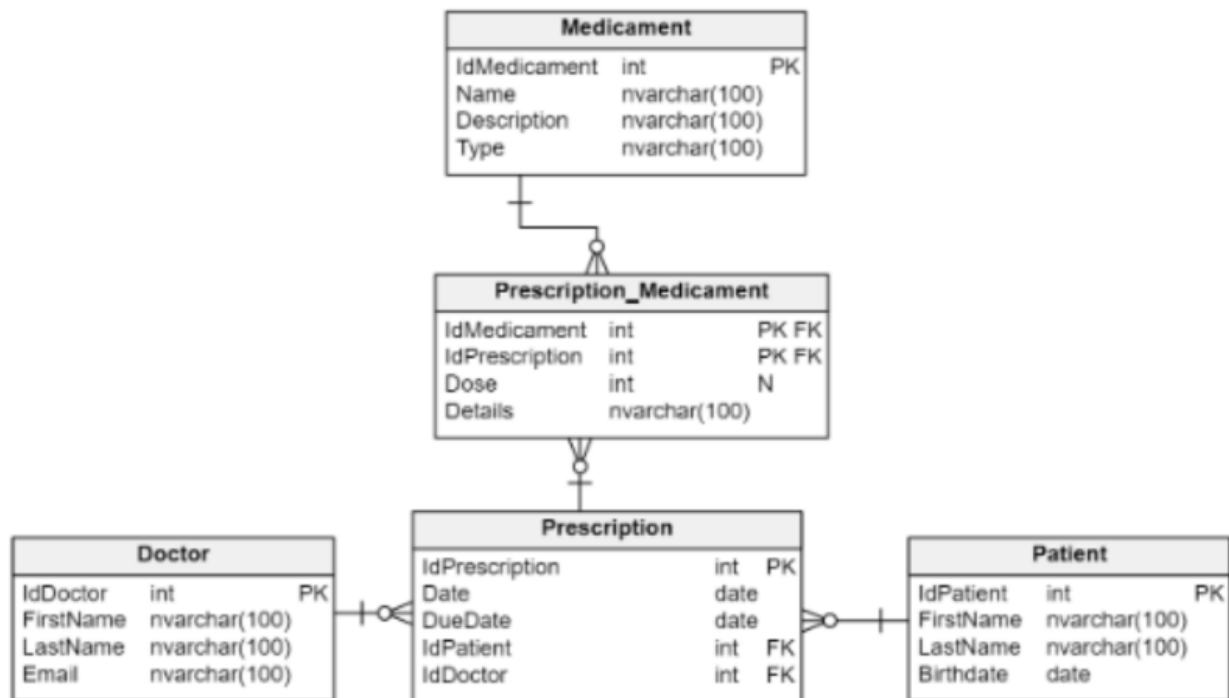 Medicament
IdMedicament int PK
Name nvarchar(100)
Description nvarchar(100)
Type nvarchar(100)
Prescription_Medicament
IdMedicament int PK FK
IdPrescription int PK FK
Dose int N
Details nvarchar(100)
Doctor
IdDoctor int PK
FirstName nvarchar(100)
LastName nvarchar(100)
Email nvarchar(100)
Prescription
IdPrescription int PK
Date date
DueDate date
IdPatient int FK
IdDoctor int FK
Patient
IdPatient int PK
FirstName nvarchar(100)
LastName nvarchar(100)
Birthdate date